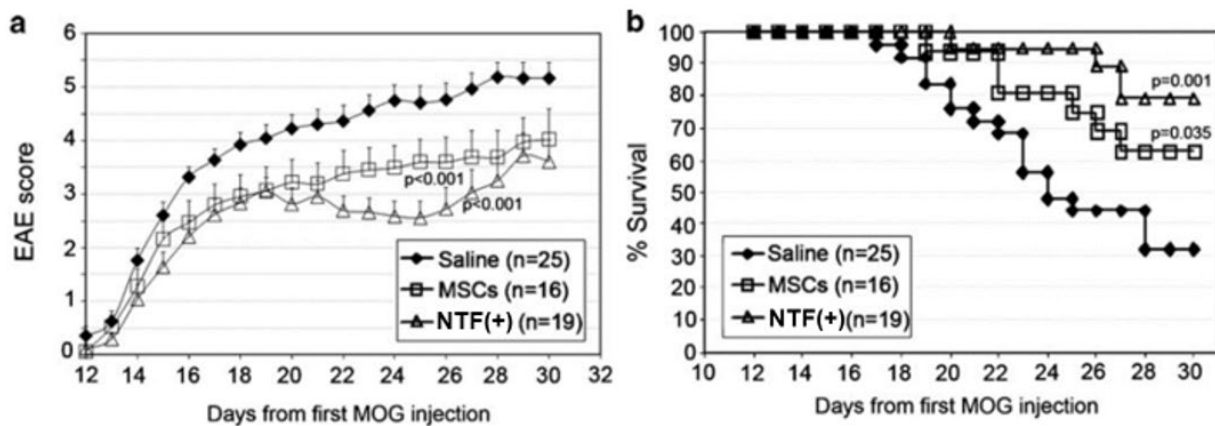 a
6
5
4
3
2
1
0
EAE score
p<0.001
p<0.001
Saline (n=25)
MSCs (n=16)
NTF(+) (n=19)
12 14 16 18 20 22 24 26 28 30 32
Days from first MOG injection
b
100
90
80
70
60
50
40
30
20
10
0
% Survival
p=0.001
p=0.035
Saline (n=25)
MSCs (n=16)
NTF(+) (n=19)
10 12 14 16 18 20 22 24 26 28 30
Days from first MOG injection